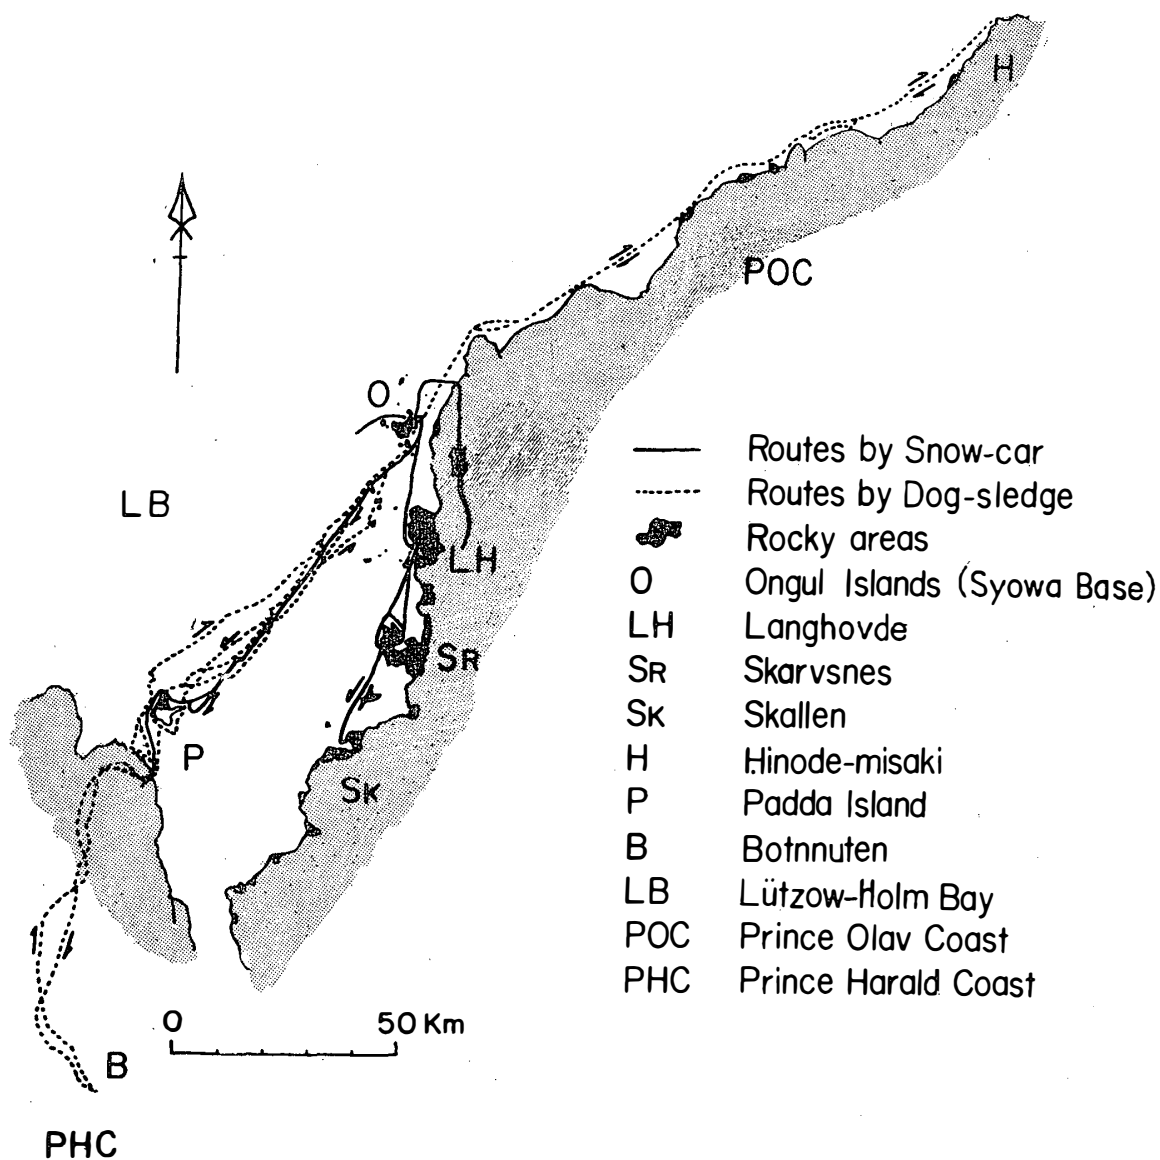 H
POC
O
LB
LH
SR
P
SK
B
PHC
0 50 Km
Routes by Snow-car
Routes by Dog-sledge
Rocky areas
O Ongul Islands (Syowa Base)
LH Langhovde
SR Skarvsnes
SK Skallen
H Hinode-misaki
P Padda Island
B Botnnuten
LB Lützow-Holm Bay
POC Prince Olav Coast
PHC Prince Harald Coast